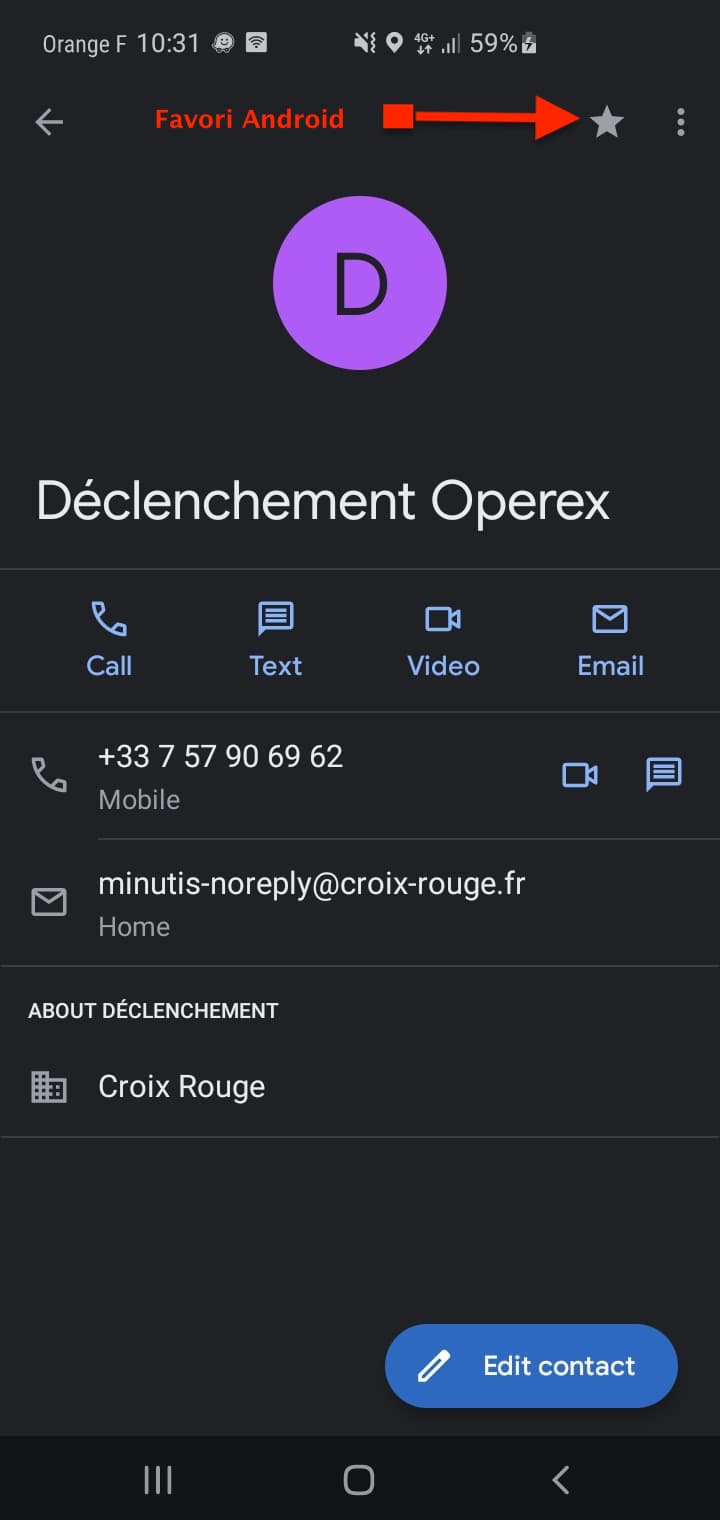 Orange F 10:31 4G+ 59%
Favori Android
D
Déclenchement Operex
Call Text Video Email
+33 7 57 90 69 62
Mobile
minutis-noreply@croix-rouge.fr
Home
ABOUT DÉCLENCHEMENT
Croix Rouge
Edit contact